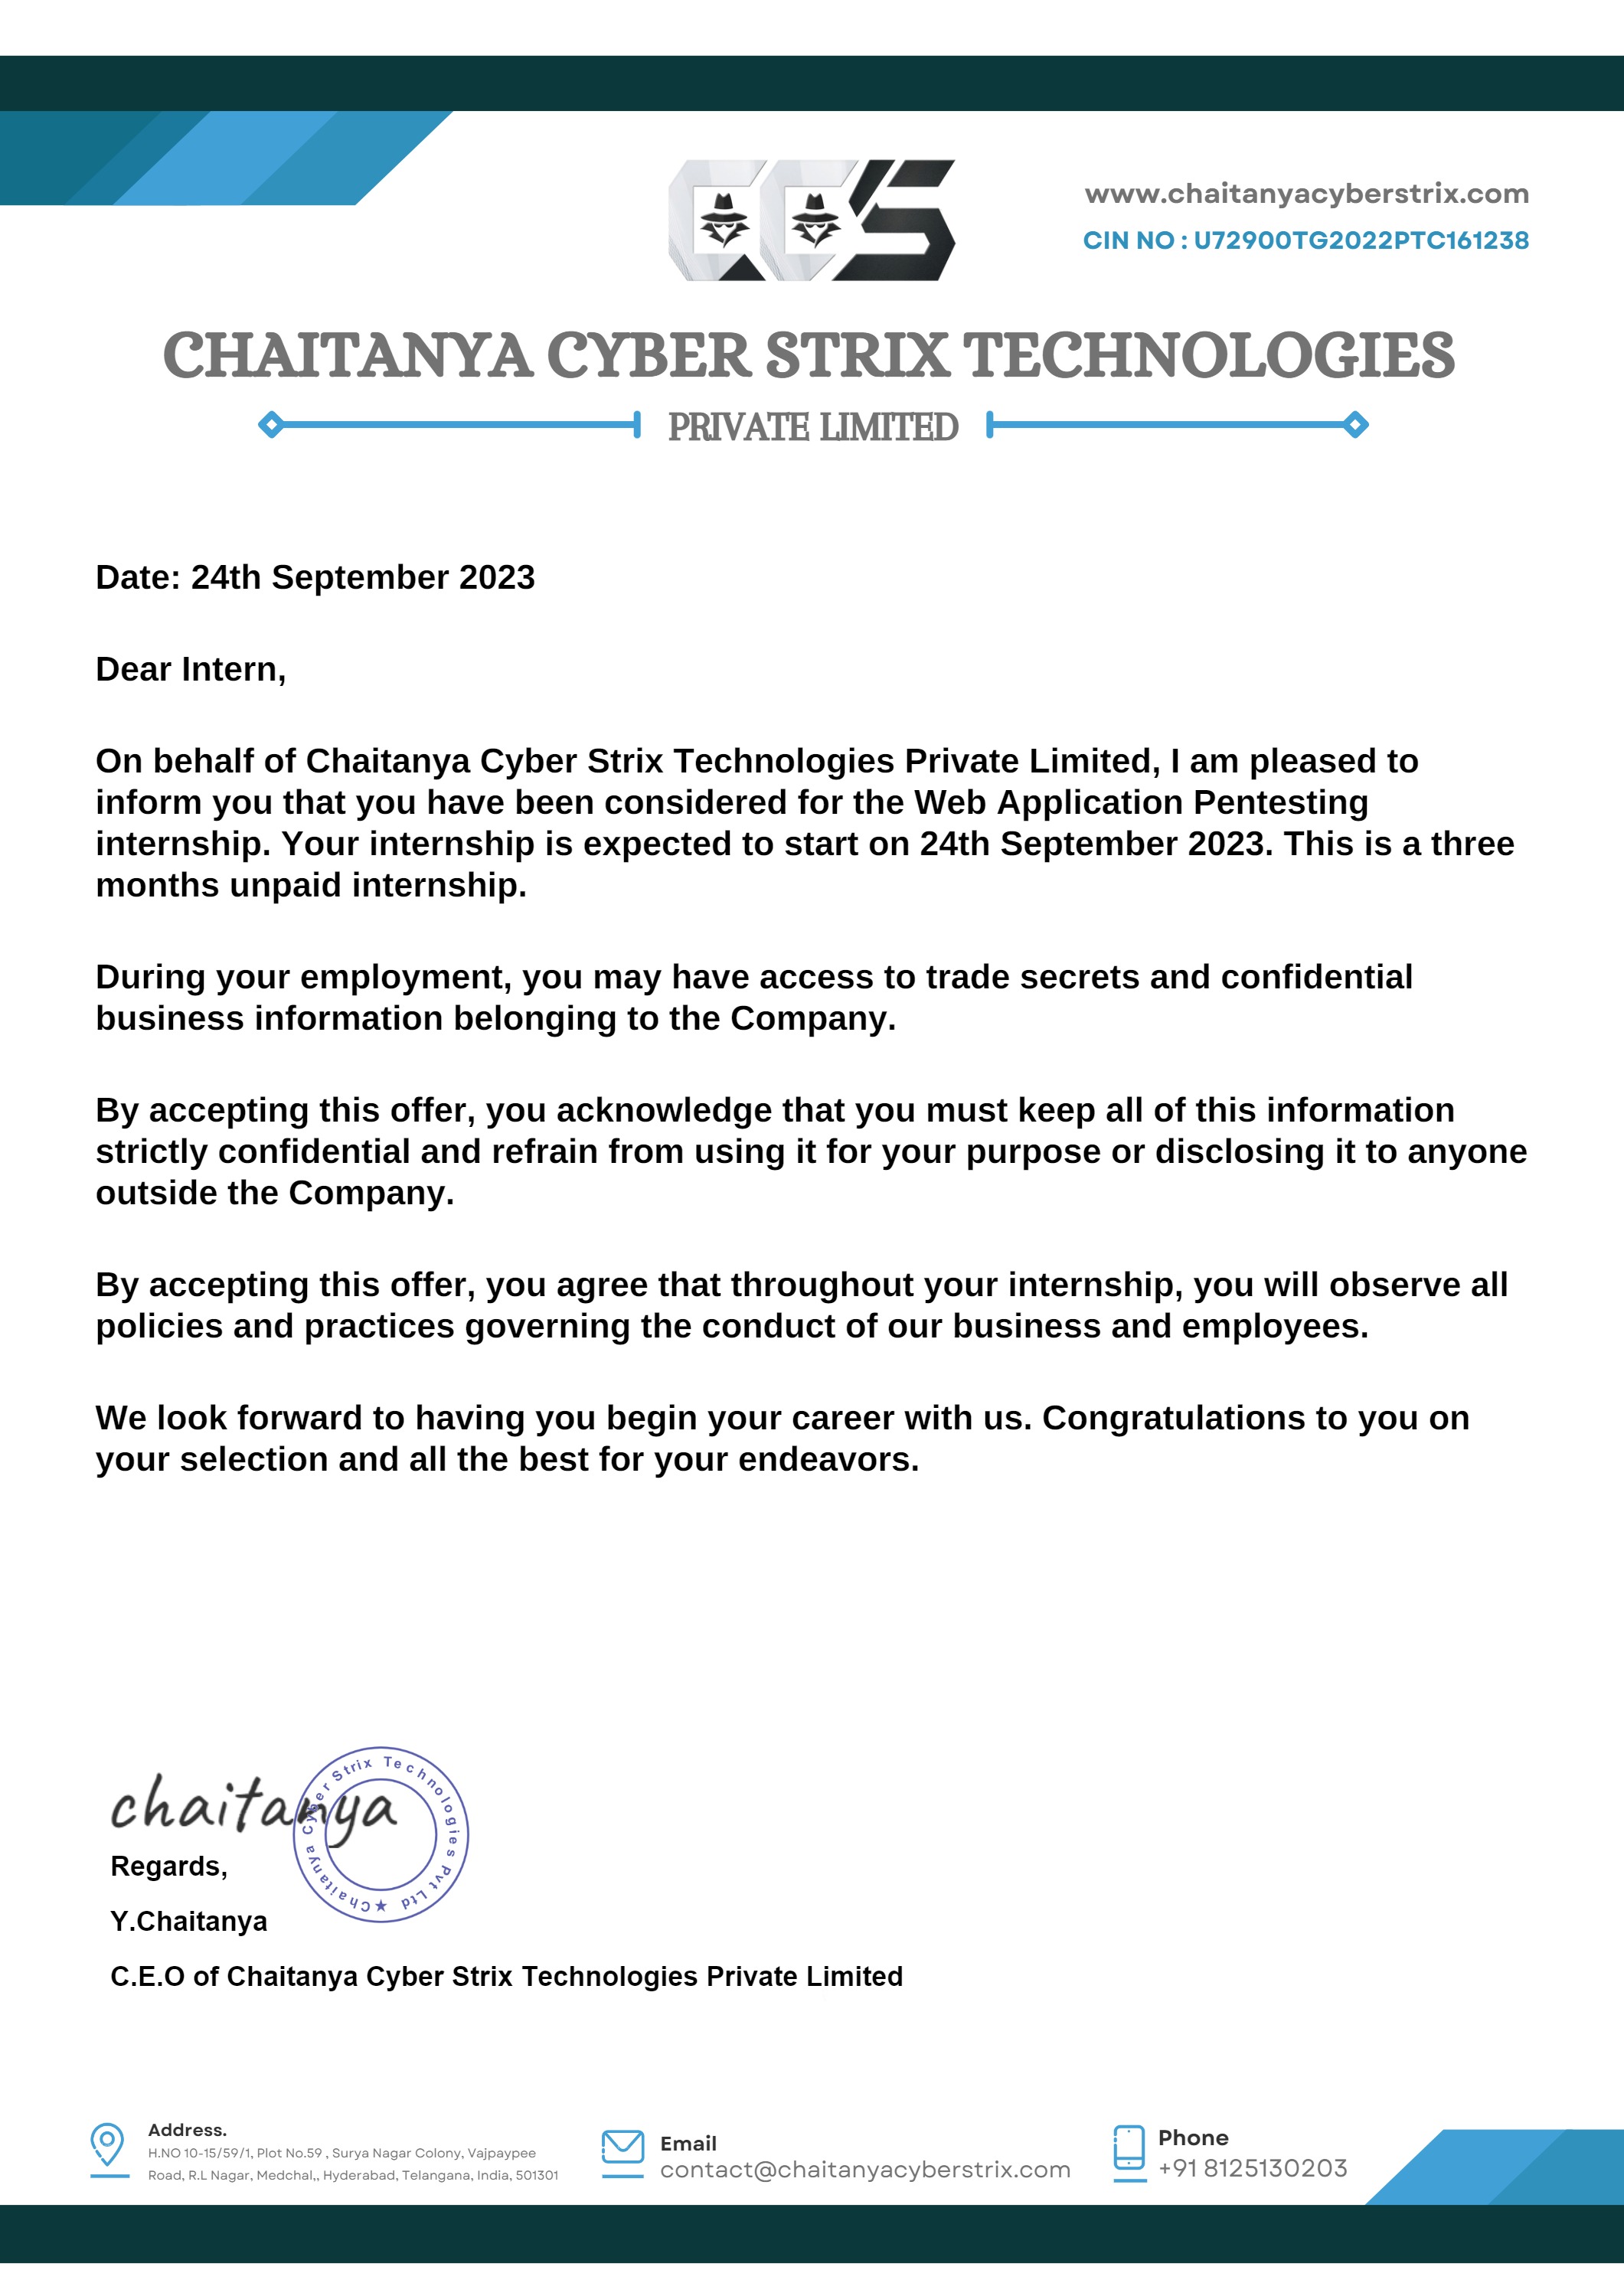 CCS
www.chaitanyacyberstrix.com
CIN NO : U72900TG2022PTC161238
CHAITANYA CYBER STRIX TECHNOLOGIES
PRIVATE LIMITED
Date: 24th September 2023
Dear Intern,
On behalf of Chaitanya Cyber Strix Technologies Private Limited, I am pleased to
inform you that you have been considered for the Web Application Pentesting
internship. Your internship is expected to start on 24th September 2023. This is a three
months unpaid internship.
During your employment, you may have access to trade secrets and confidential
business information belonging to the Company.
By accepting this offer, you acknowledge that you must keep all of this information
strictly confidential and refrain from using it for your purpose or disclosing it to anyone
outside the Company.
By accepting this offer, you agree that throughout your internship, you will observe all
policies and practices governing the conduct of our business and employees.
We look forward to having you begin your career with us. Congratulations to you on
your selection and all the best for your endeavors.
chaitanya
Chaitanya Cyber Strix Technologies Pvt Ltd ★
Regards,
Y.Chaitanya
C.E.O of Chaitanya Cyber Strix Technologies Private Limited
Address.
H.NO 10-15/59/1, Plot No.59 , Surya Nagar Colony, Vajpaypee
Road, R.L Nagar, Medchal,, Hyderabad, Telangana, India, 501301
Email
contact@chaitanyacyberstrix.com
Phone
+91 8125130203